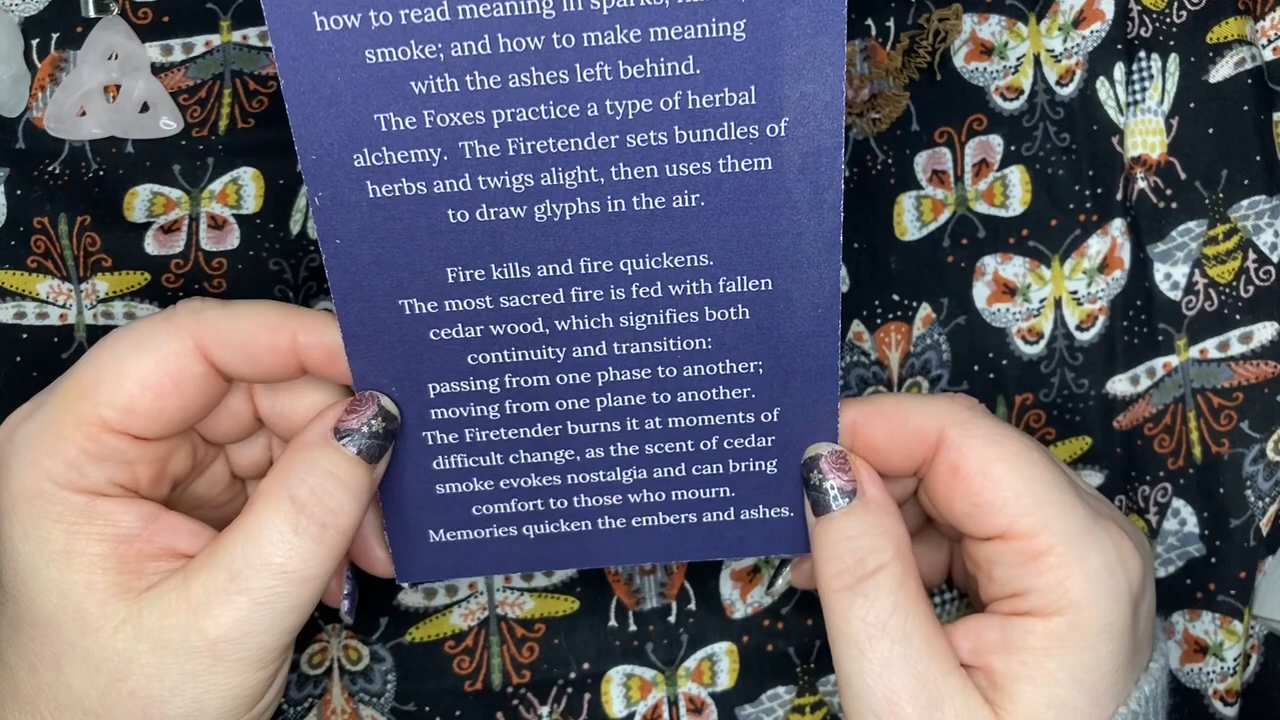 how to read meaning in sparks,
smoke; and how to make meaning
with the ashes left behind.
The Foxes practice a type of herbal
alchemy. The Firetender sets bundles of
herbs and twigs alight, then uses them
to draw glyphs in the air.
Fire kills and fire quickens.
The most sacred fire is fed with fallen
cedar wood, which signifies both
continuity and transition:
passing from one phase to another;
moving from one plane to another.
The Firetender burns it at moments of
difficult change, as the scent of cedar
smoke evokes nostalgia and can bring
comfort to those who mourn.
Memories quicken the embers and ashes.